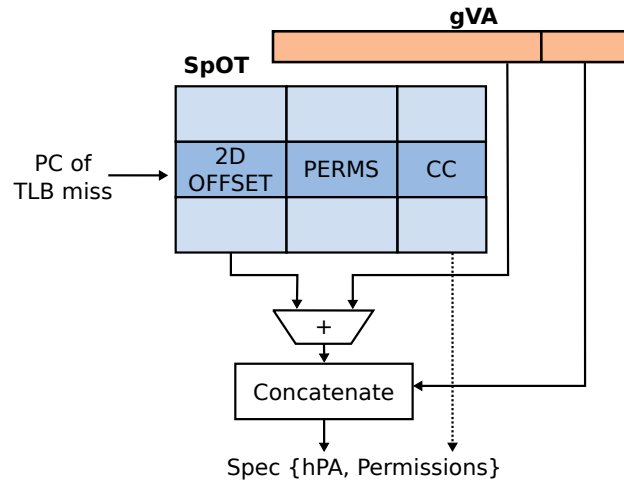 gVA
SpOT
PC of
TLB miss
2D
OFFSET
PERMS
CC
+
Concatenate
Spec {hPA, Permissions}